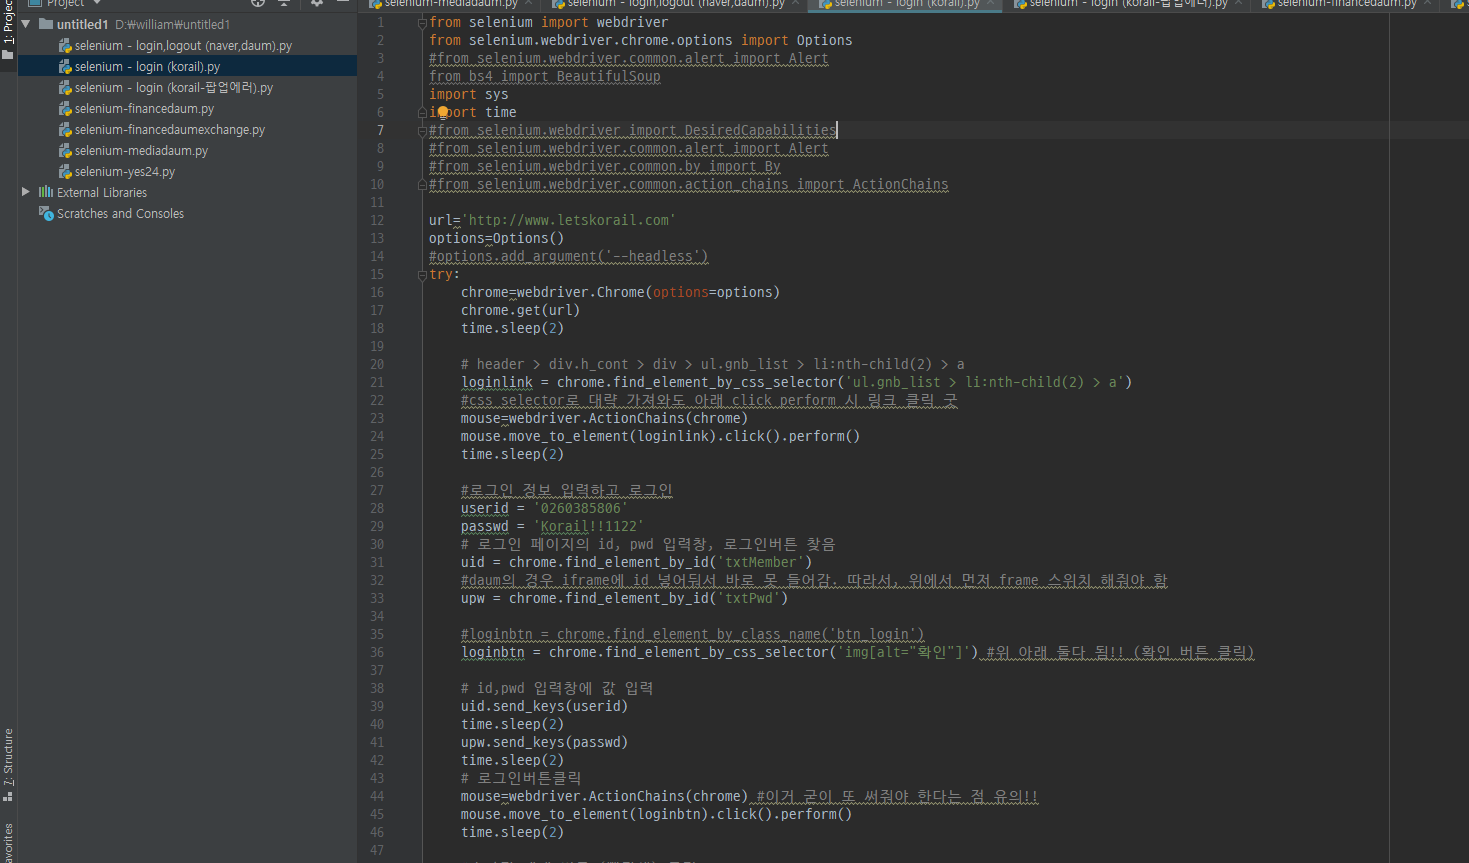 Project
selenium-mediadaum.py
selenium - login,logout (naver,daum).py
selenium - login (korail).py
selenium - login (korail-팝업에러).py
selenium-financedaum.py
1: Project
untitled1 D:₩william₩untitled1
selenium - login,logout (naver,daum).py
selenium - login (korail).py
selenium - login (korail-팝업에러).py
selenium-financedaum.py
selenium-financedaumexchange.py
selenium-mediadaum.py
selenium-yes24.py
External Libraries
Scratches and Consoles
7: Structure
avorites
1 from selenium import webdriver
2 from selenium.webdriver.chrome.options import Options
3 #from selenium.webdriver.common.alert import Alert
4 from bs4 import BeautifulSoup
5 import sys
6 import time
7 #from selenium.webdriver import DesiredCapabilities
8 #from selenium.webdriver.common.alert import Alert
9 #from selenium.webdriver.common.by import By
10 #from selenium.webdriver.common.action_chains import ActionChains
11
12 url='http://www.letskorail.com'
13 options=Options()
14 #options.add_argument('--headless')
15 try:
16 chrome=webdriver.Chrome(options=options)
17 chrome.get(url)
18 time.sleep(2)
19
20 # header > div.h_cont > div > ul.gnb_list > li:nth-child(2) > a
21 loginlink = chrome.find_element_by_css_selector('ul.gnb_list > li:nth-child(2) > a')
22 #css selector로 대략 가져와도 아래 click perform 시 링크 클릭 굿
23 mouse=webdriver.ActionChains(chrome)
24 mouse.move_to_element(loginlink).click().perform()
25 time.sleep(2)
26
27 #로그인 정보 입력하고 로그인
28 userid = '0260385806'
29 passwd = 'Korail!!1122'
30 # 로그인 페이지의 id, pwd 입력창, 로그인버튼 찾음
31 uid = chrome.find_element_by_id('txtMember')
32 #daum의 경우 iframe에 id 넣어둬서 바로 못 들어감. 따라서, 위에서 먼저 frame 스위치 해줘야 함
33 upw = chrome.find_element_by_id('txtPwd')
34
35 #loginbtn = chrome.find_element_by_class_name('btn_login')
36 loginbtn = chrome.find_element_by_css_selector('img[alt="확인"]') #위 아래 둘다 됨!! (확인 버튼 클릭)
37
38 # id,pwd 입력창에 값 입력
39 uid.send_keys(userid)
40 time.sleep(2)
41 upw.send_keys(passwd)
42 time.sleep(2)
43 # 로그인버튼클릭
44 mouse=webdriver.ActionChains(chrome) #이거 굳이 또 써줘야 한다는 점 유의!!
45 mouse.move_to_element(loginbtn).click().perform()
46 time.sleep(2)
47